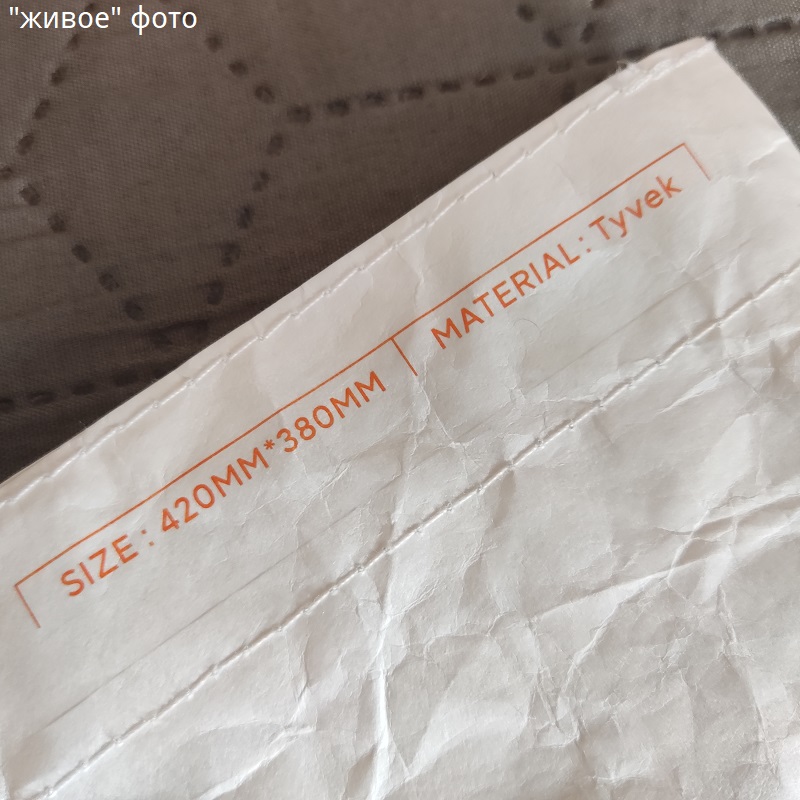 "живое" фото
SIZE : 420MM*380MM
MATERIAL : Tyvek